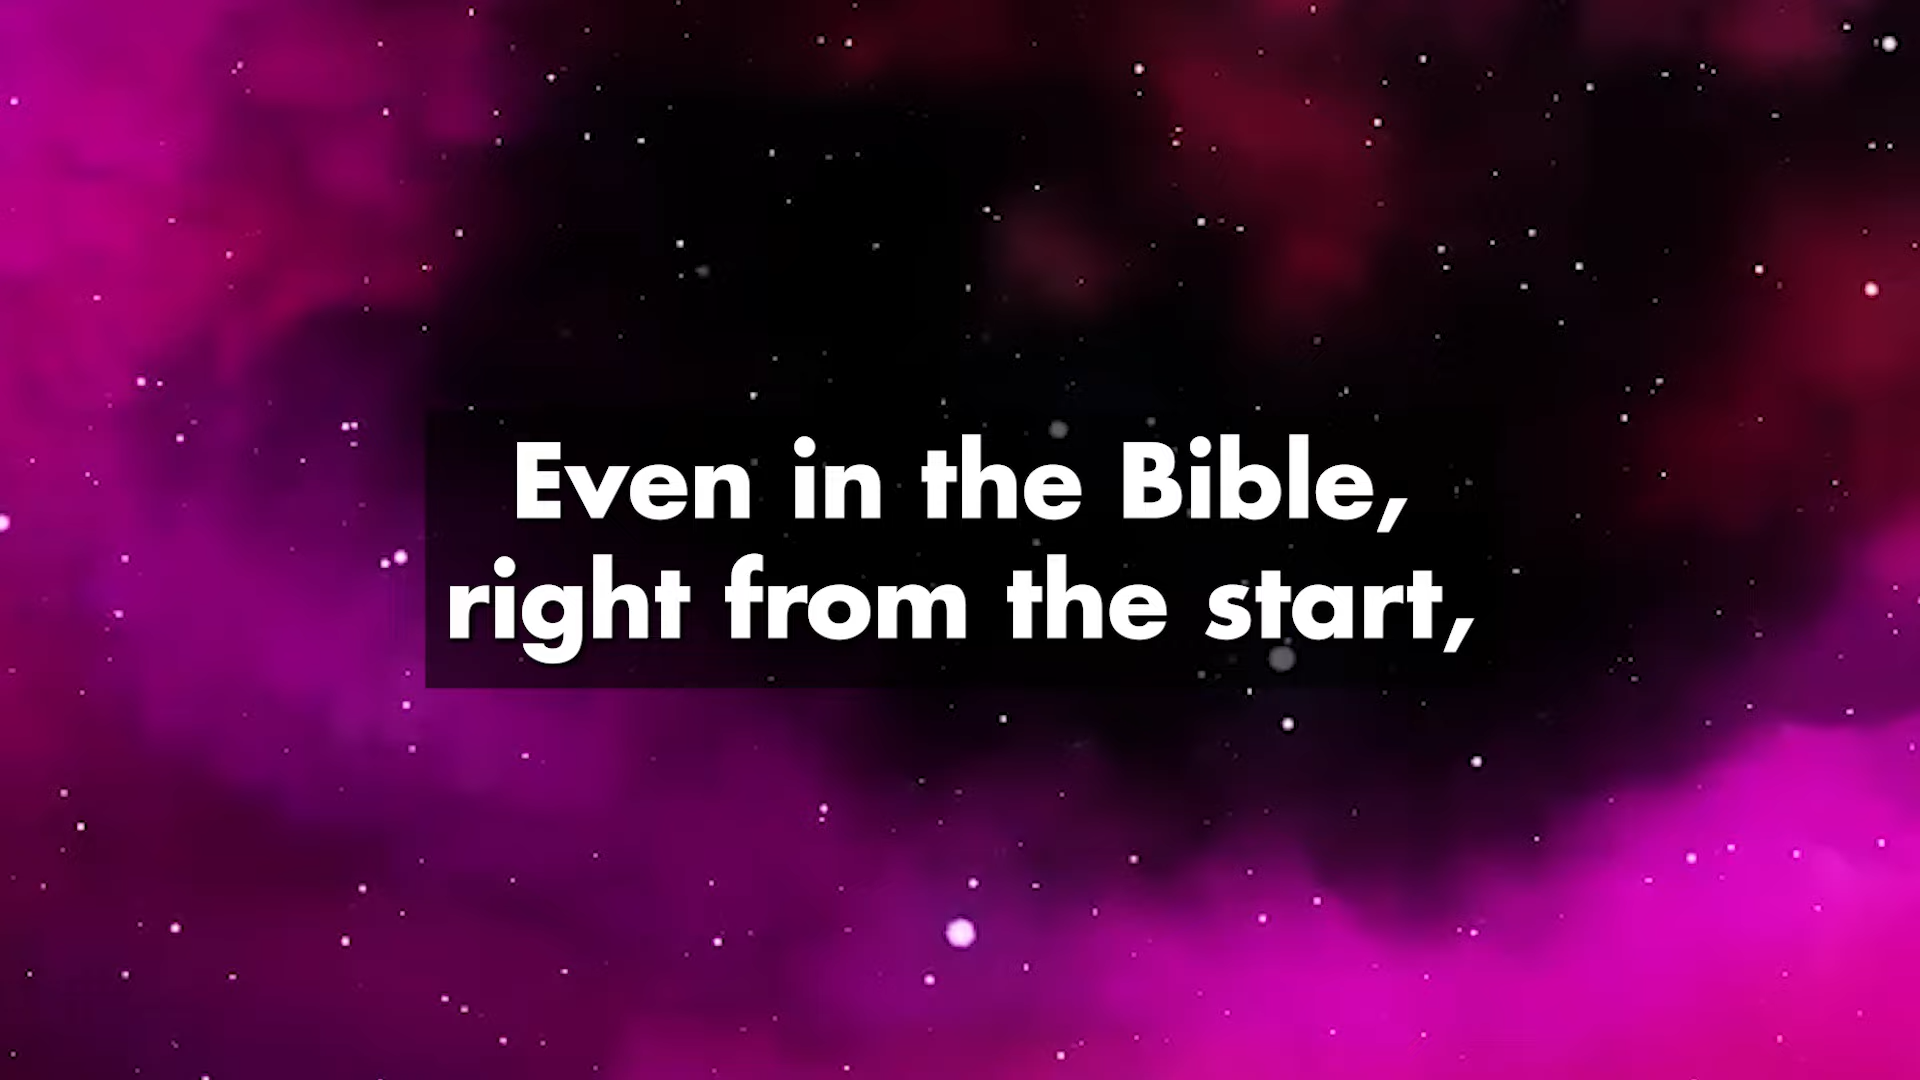 Even in the Bible,
right from the start,